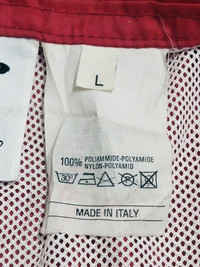 L
100% POLIAMMIDE-POLYAMIDE
NYLON-POLYAMID
30°
MADE IN ITALY